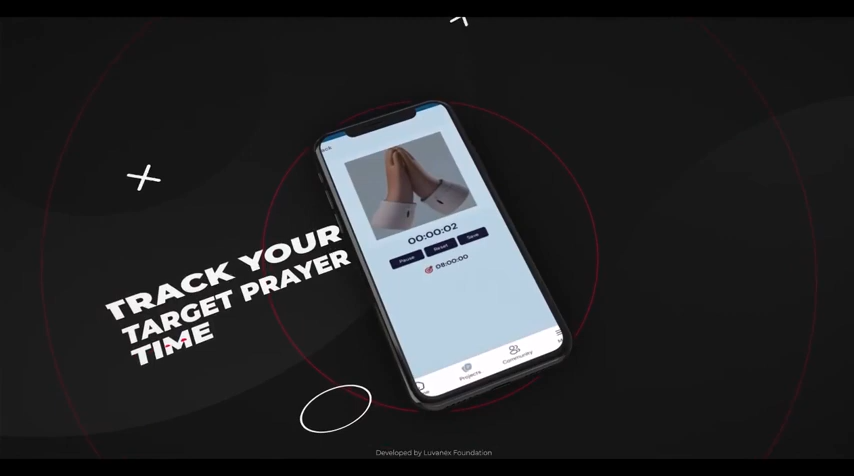 TRACK YOUR
TARGET PRAYER
TIME
00:00:02
Pause Reset Save
08:00:00
Projects
Community
Developed by Luvanex Foundation